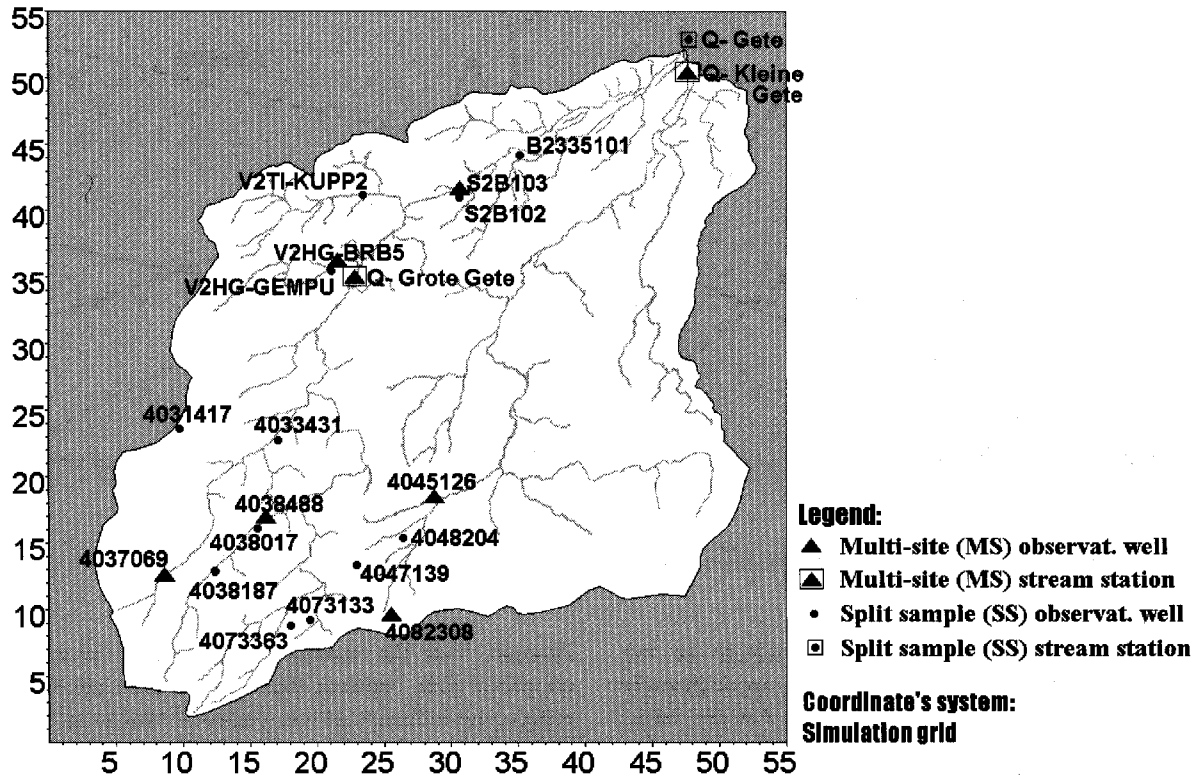 55
50
45
40
35
30
25
20
15
10
5
Q- Gete
Q- Kleine
Gete
B2335101
V2TI-KUPP2
S2B103
S2B102
V2HG-BRB5
Q- Grote Gete
V2HG-GEMPU
4031417
4033431
4045126
4038488
4038017
4048204
4037069
4047139
4038187
4073133
4073363
4082308
5 10 15 20 25 30 35 40 45 50 55
Legend:
Multi-site (MS) observat. well
Multi-site (MS) stream station
Split sample (SS) observat. well
Split sample (SS) stream station
Coordinate's system:
Simulation grid